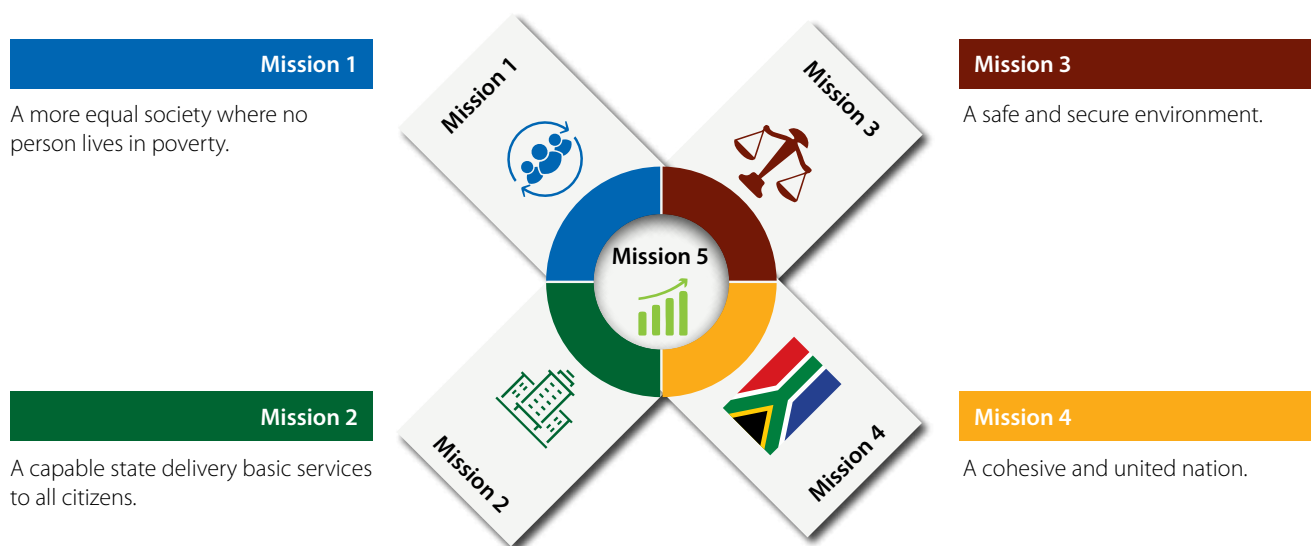 Mission 1
A more equal society where no
person lives in poverty.
Mission 2
A capable state delivery basic services
to all citizens.
Mission 1
Mission 3
Mission 5
Mission 2
Mission 4
Mission 3
A safe and secure environment.
Mission 4
A cohesive and united nation.